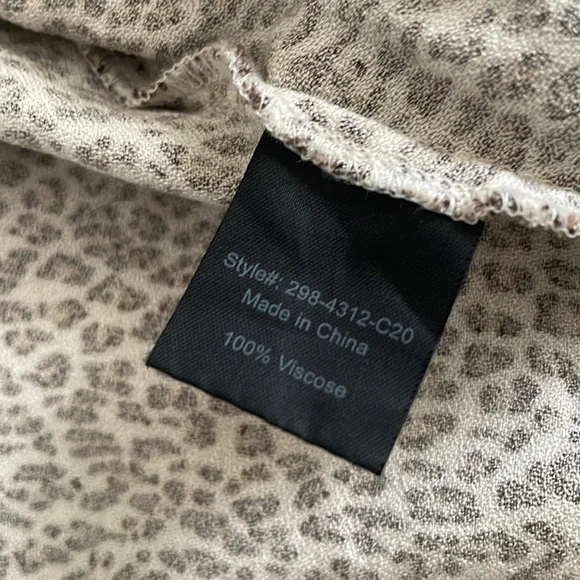 Style#: 298-4312-C20
Made in China
100% Viscose